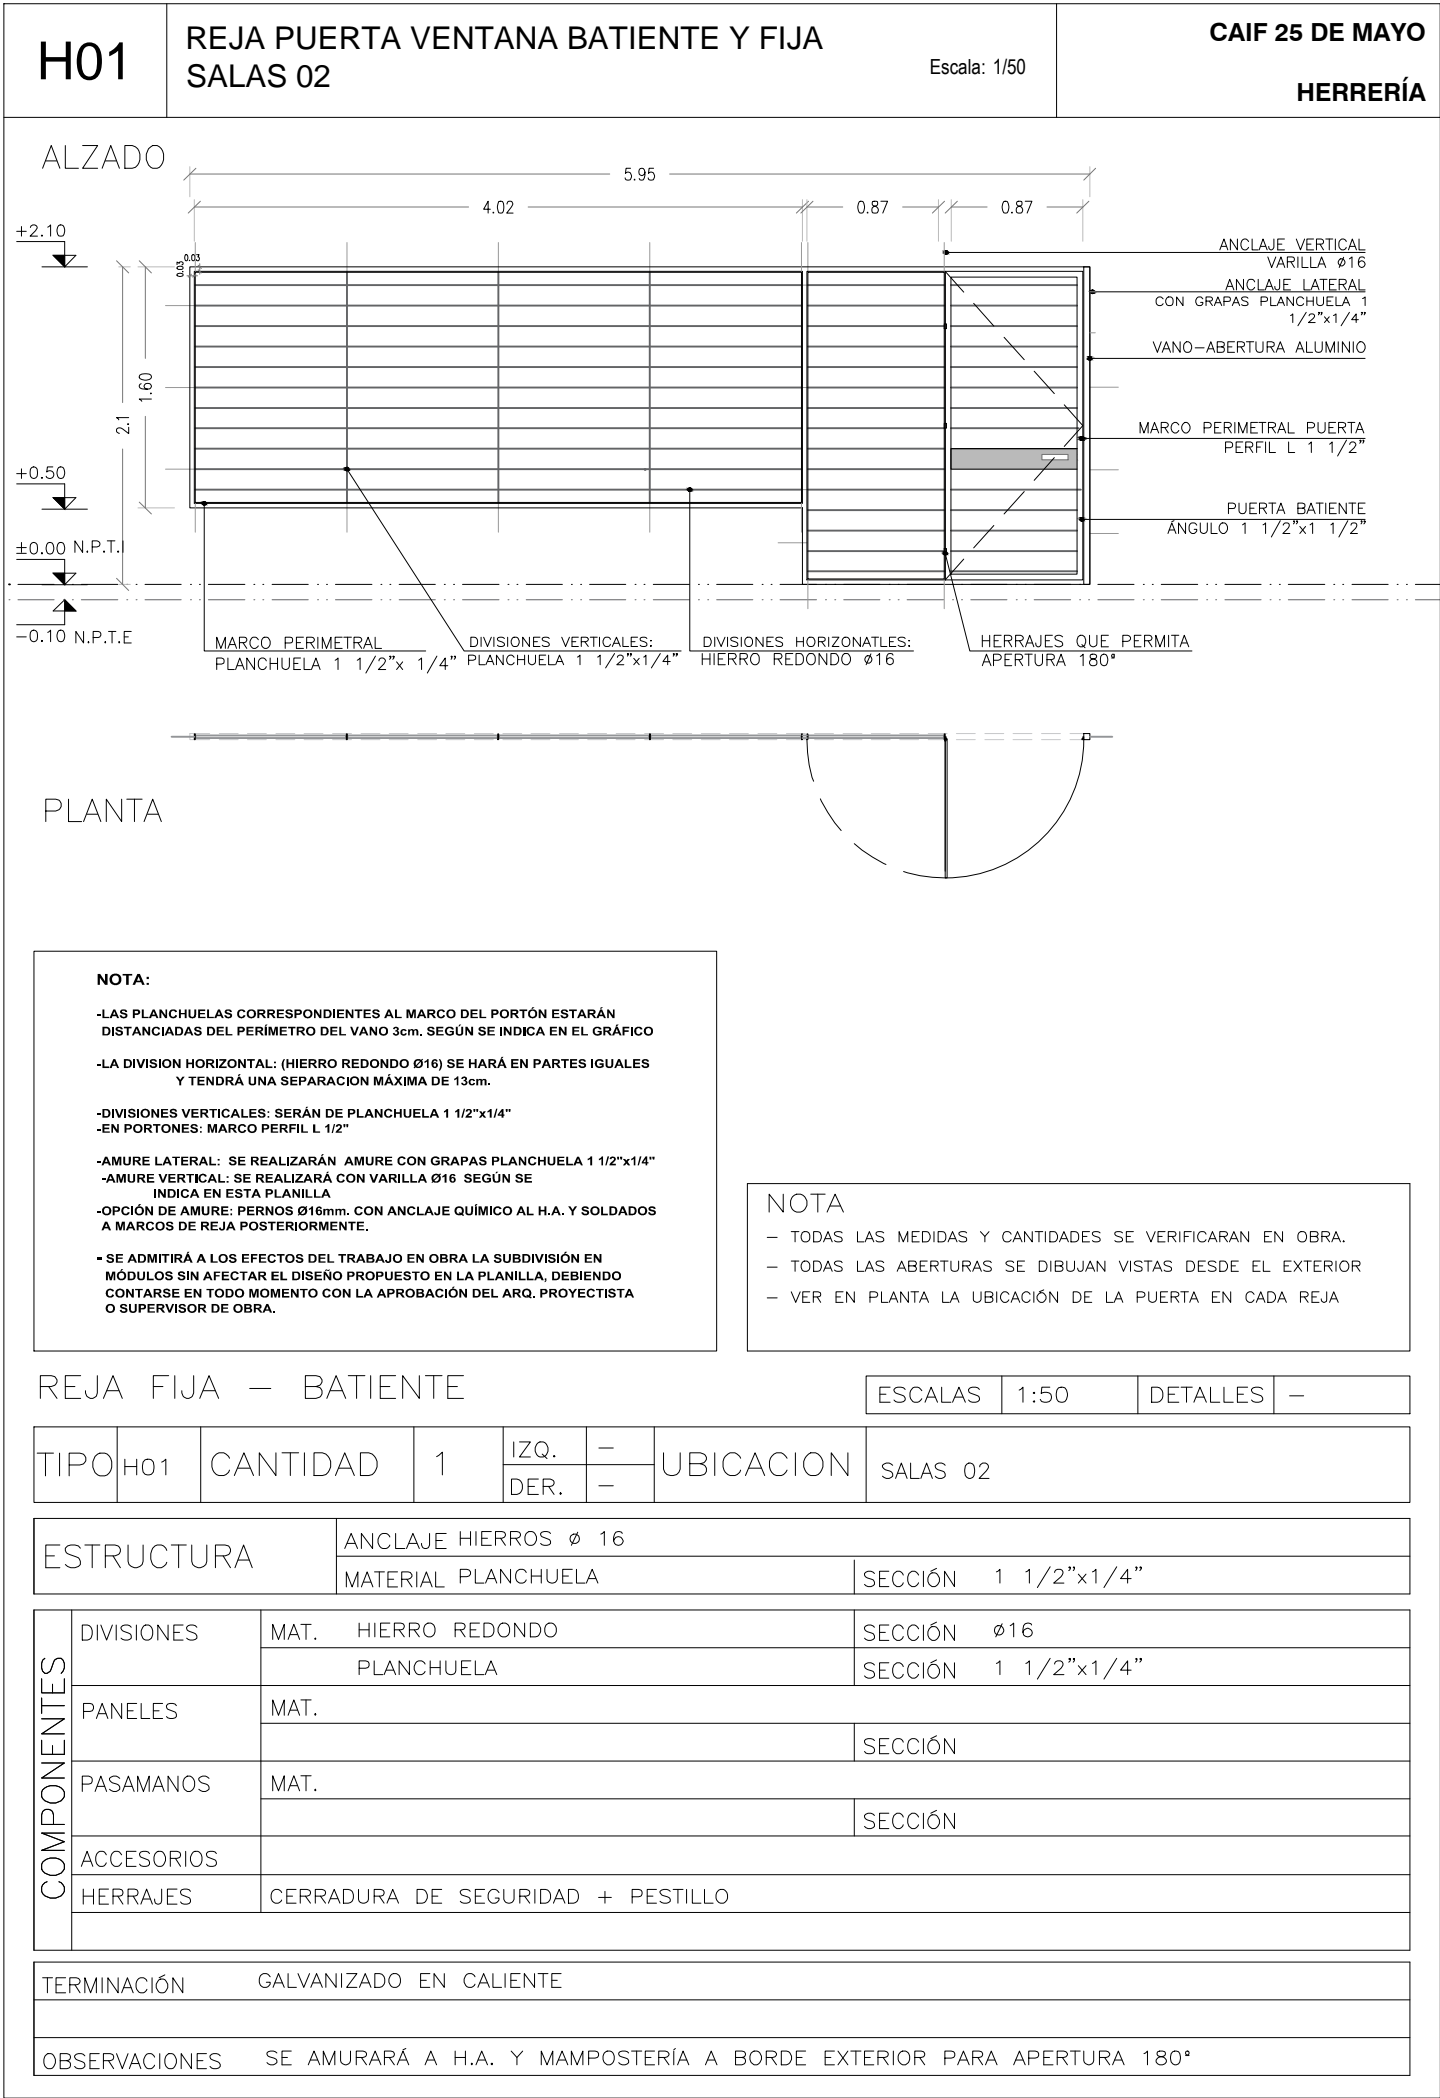 H01
REJA PUERTA VENTANA BATIENTE Y FIJA
SALAS 02
Escala: 1/50
CAIF 25 DE MAYO
HERRERÍA
ALZADO
5.95
4.02
0.87
0.87
+2.10
0.03
0.03
2.1
1.60
+0.50
±0.00 N.P.T.I
-0.10 N.P.T.E
ANCLAJE VERTICAL
VARILLA ø16
ANCLAJE LATERAL
CON GRAPAS PLANCHUELA 1
1/2"x1/4"
VANO-ABERTURA ALUMINIO
MARCO PERIMETRAL PUERTA
PERFIL L 1 1/2"
PUERTA BATIENTE
ÁNGULO 1 1/2"x1 1/2"
MARCO PERIMETRAL
PLANCHUELA 1 1/2"x 1/4"
DIVISIONES VERTICALES:
PLANCHUELA 1 1/2"x1/4"
DIVISIONES HORIZONATLES:
HIERRO REDONDO ø16
HERRAJES QUE PERMITA
APERTURA 180°
PLANTA
NOTA:
-LAS PLANCHUELAS CORRESPONDIENTES AL MARCO DEL PORTÓN ESTARÁN
DISTANCIADAS DEL PERÍMETRO DEL VANO 3cm. SEGÚN SE INDICA EN EL GRÁFICO
-LA DIVISION HORIZONTAL: (HIERRO REDONDO Ø16) SE HARÁ EN PARTES IGUALES
Y TENDRÁ UNA SEPARACION MÁXIMA DE 13cm.
-DIVISIONES VERTICALES: SERÁN DE PLANCHUELA 1 1/2"x1/4"
-EN PORTONES: MARCO PERFIL L 1/2"
-AMURE LATERAL: SE REALIZARÁN AMURE CON GRAPAS PLANCHUELA 1 1/2"x1/4"
-AMURE VERTICAL: SE REALIZARÁ CON VARILLA Ø16 SEGÚN SE
INDICA EN ESTA PLANILLA
-OPCIÓN DE AMURE: PERNOS Ø16mm. CON ANCLAJE QUÍMICO AL H.A. Y SOLDADOS
A MARCOS DE REJA POSTERIORMENTE.
- SE ADMITIRÁ A LOS EFECTOS DEL TRABAJO EN OBRA LA SUBDIVISIÓN EN
MÓDULOS SIN AFECTAR EL DISEÑO PROPUESTO EN LA PLANILLA, DEBIENDO
CONTARSE EN TODO MOMENTO CON LA APROBACIÓN DEL ARQ. PROYECTISTA
O SUPERVISOR DE OBRA.
NOTA
- TODAS LAS MEDIDAS Y CANTIDADES SE VERIFICARAN EN OBRA.
- TODAS LAS ABERTURAS SE DIBUJAN VISTAS DESDE EL EXTERIOR
- VER EN PLANTA LA UBICACIÓN DE LA PUERTA EN CADA REJA
REJA FIJA - BATIENTE
ESCALAS 1:50 DETALLES -
TIPO H01 CANTIDAD 1 IZQ. - DER. - UBICACION SALAS 02
ESTRUCTURA
ANCLAJE HIERROS ø 16
MATERIAL PLANCHUELA SECCIÓN 1 1/2"x1/4"
COMPONENTES
DIVISIONES MAT. HIERRO REDONDO SECCIÓN ø16
PLANCHUELA SECCIÓN 1 1/2"x1/4"
PANELES MAT.
SECCIÓN
PASAMANOS MAT.
SECCIÓN
ACCESORIOS
HERRAJES CERRADURA DE SEGURIDAD + PESTILLO
TERMINACIÓN GALVANIZADO EN CALIENTE
OBSERVACIONES SE AMURARÁ A H.A. Y MAMPOSTERÍA A BORDE EXTERIOR PARA APERTURA 180°